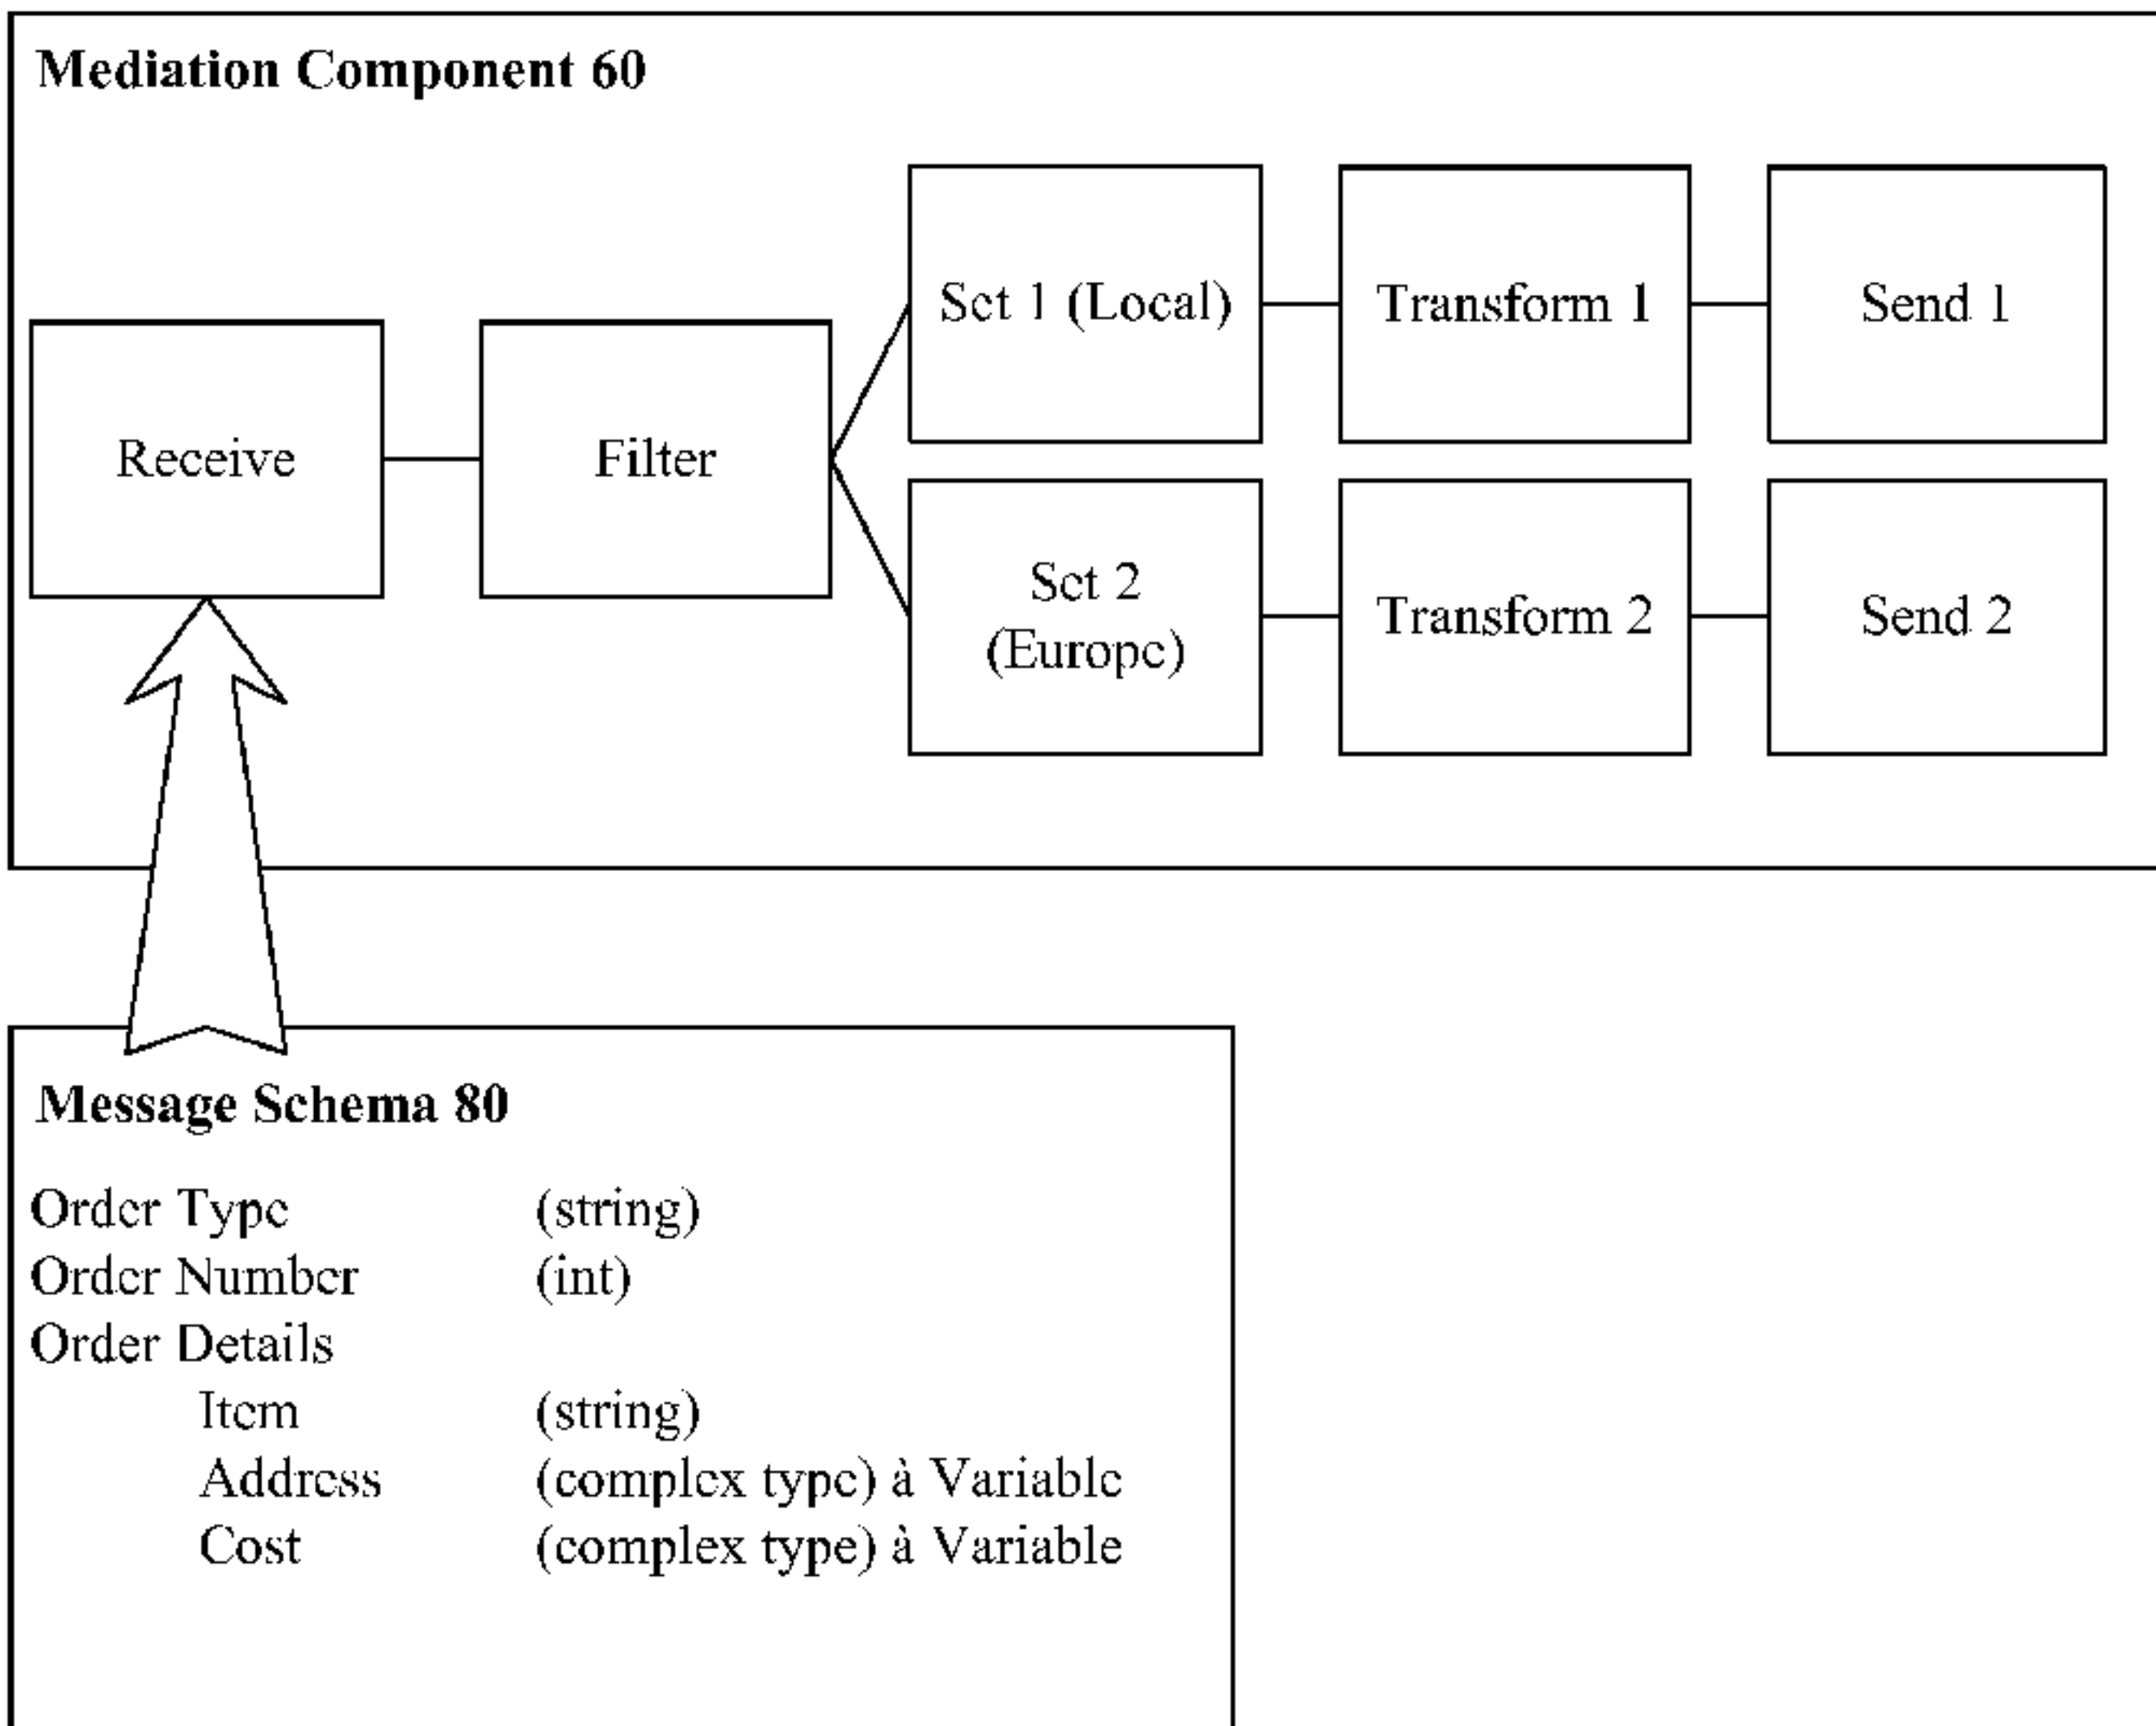 Mediation Component 60
Set 1 (Local)
Transform 1
Send 1
Receive
Filter
Set 2
(Europe)
Transform 2
Send 2
Message Schema 80
Order Type (string)
Order Number (int)
Order Details
Item (string)
Address (complex type) à Variable
Cost (complex type) à Variable